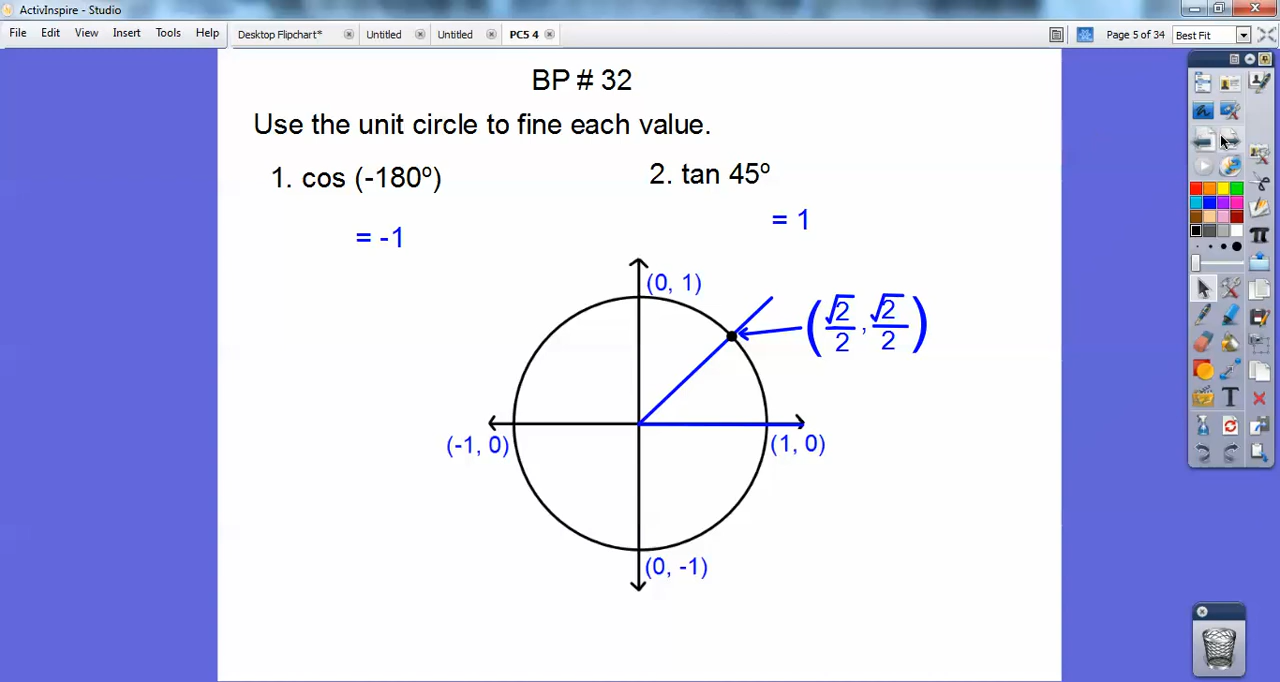 ActivInspire - Studio
File Edit View Insert Tools Help Desktop Flipchart* Untitled Untitled PC5 4 Page 5 of 34 Best Fit
BP # 32
Use the unit circle to fine each value.
1. cos (-180º) 2. tan 45º
= -1 = 1
(0, 1)
(√2/2, √2/2)
(-1, 0) (1, 0)
(0, -1)